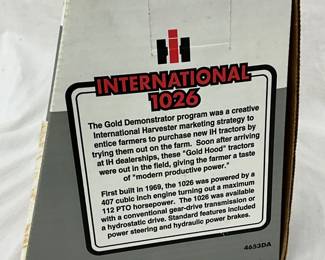 INTERNATIONAL
1026
The Gold Demonstrator program was a creative
International Harvester marketing strategy to
entice farmers to purchase new IH tractors by
trying them out on the farm. Soon after arriving
at IH dealerships, these "Gold Hood" tractors
were out in the field, giving the farmer a taste
of "modern productive power."
First built in 1969, the 1026 was powered by a
407 cubic inch engine turning out a maximum
112 PTO horsepower. The 1026 was available
with a conventional gear-drive transmission or
a hydrostatic drive. Standard features included
power steering and hydraulic power brakes.
4653DA